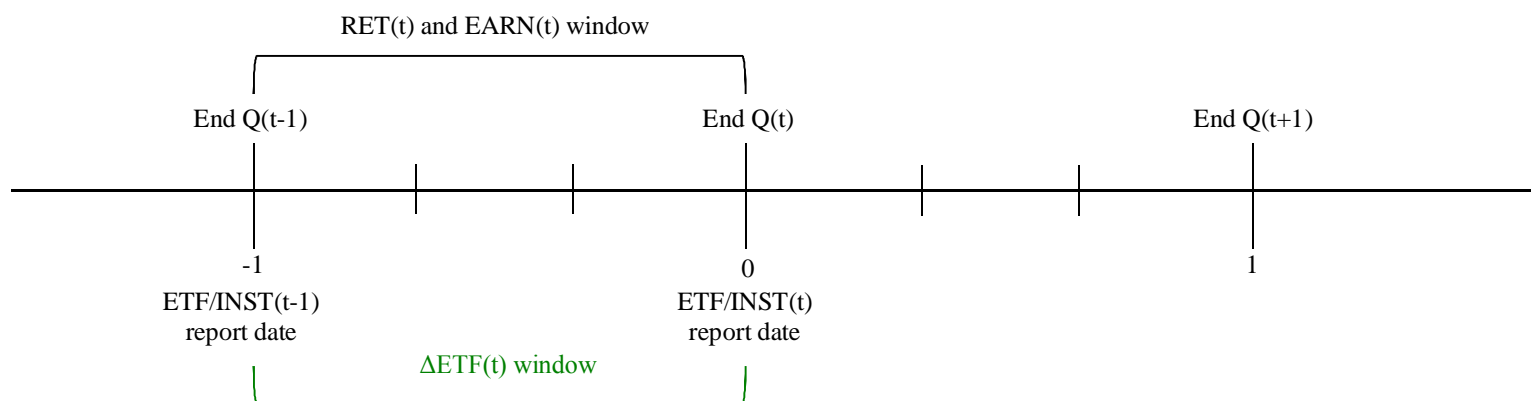 RET(t) and EARN(t) window
End Q(t-1)
End Q(t)
End Q(t+1)
-1
0
1
ETF/INST(t-1)
report date
ETF/INST(t)
report date
ΔETF(t) window